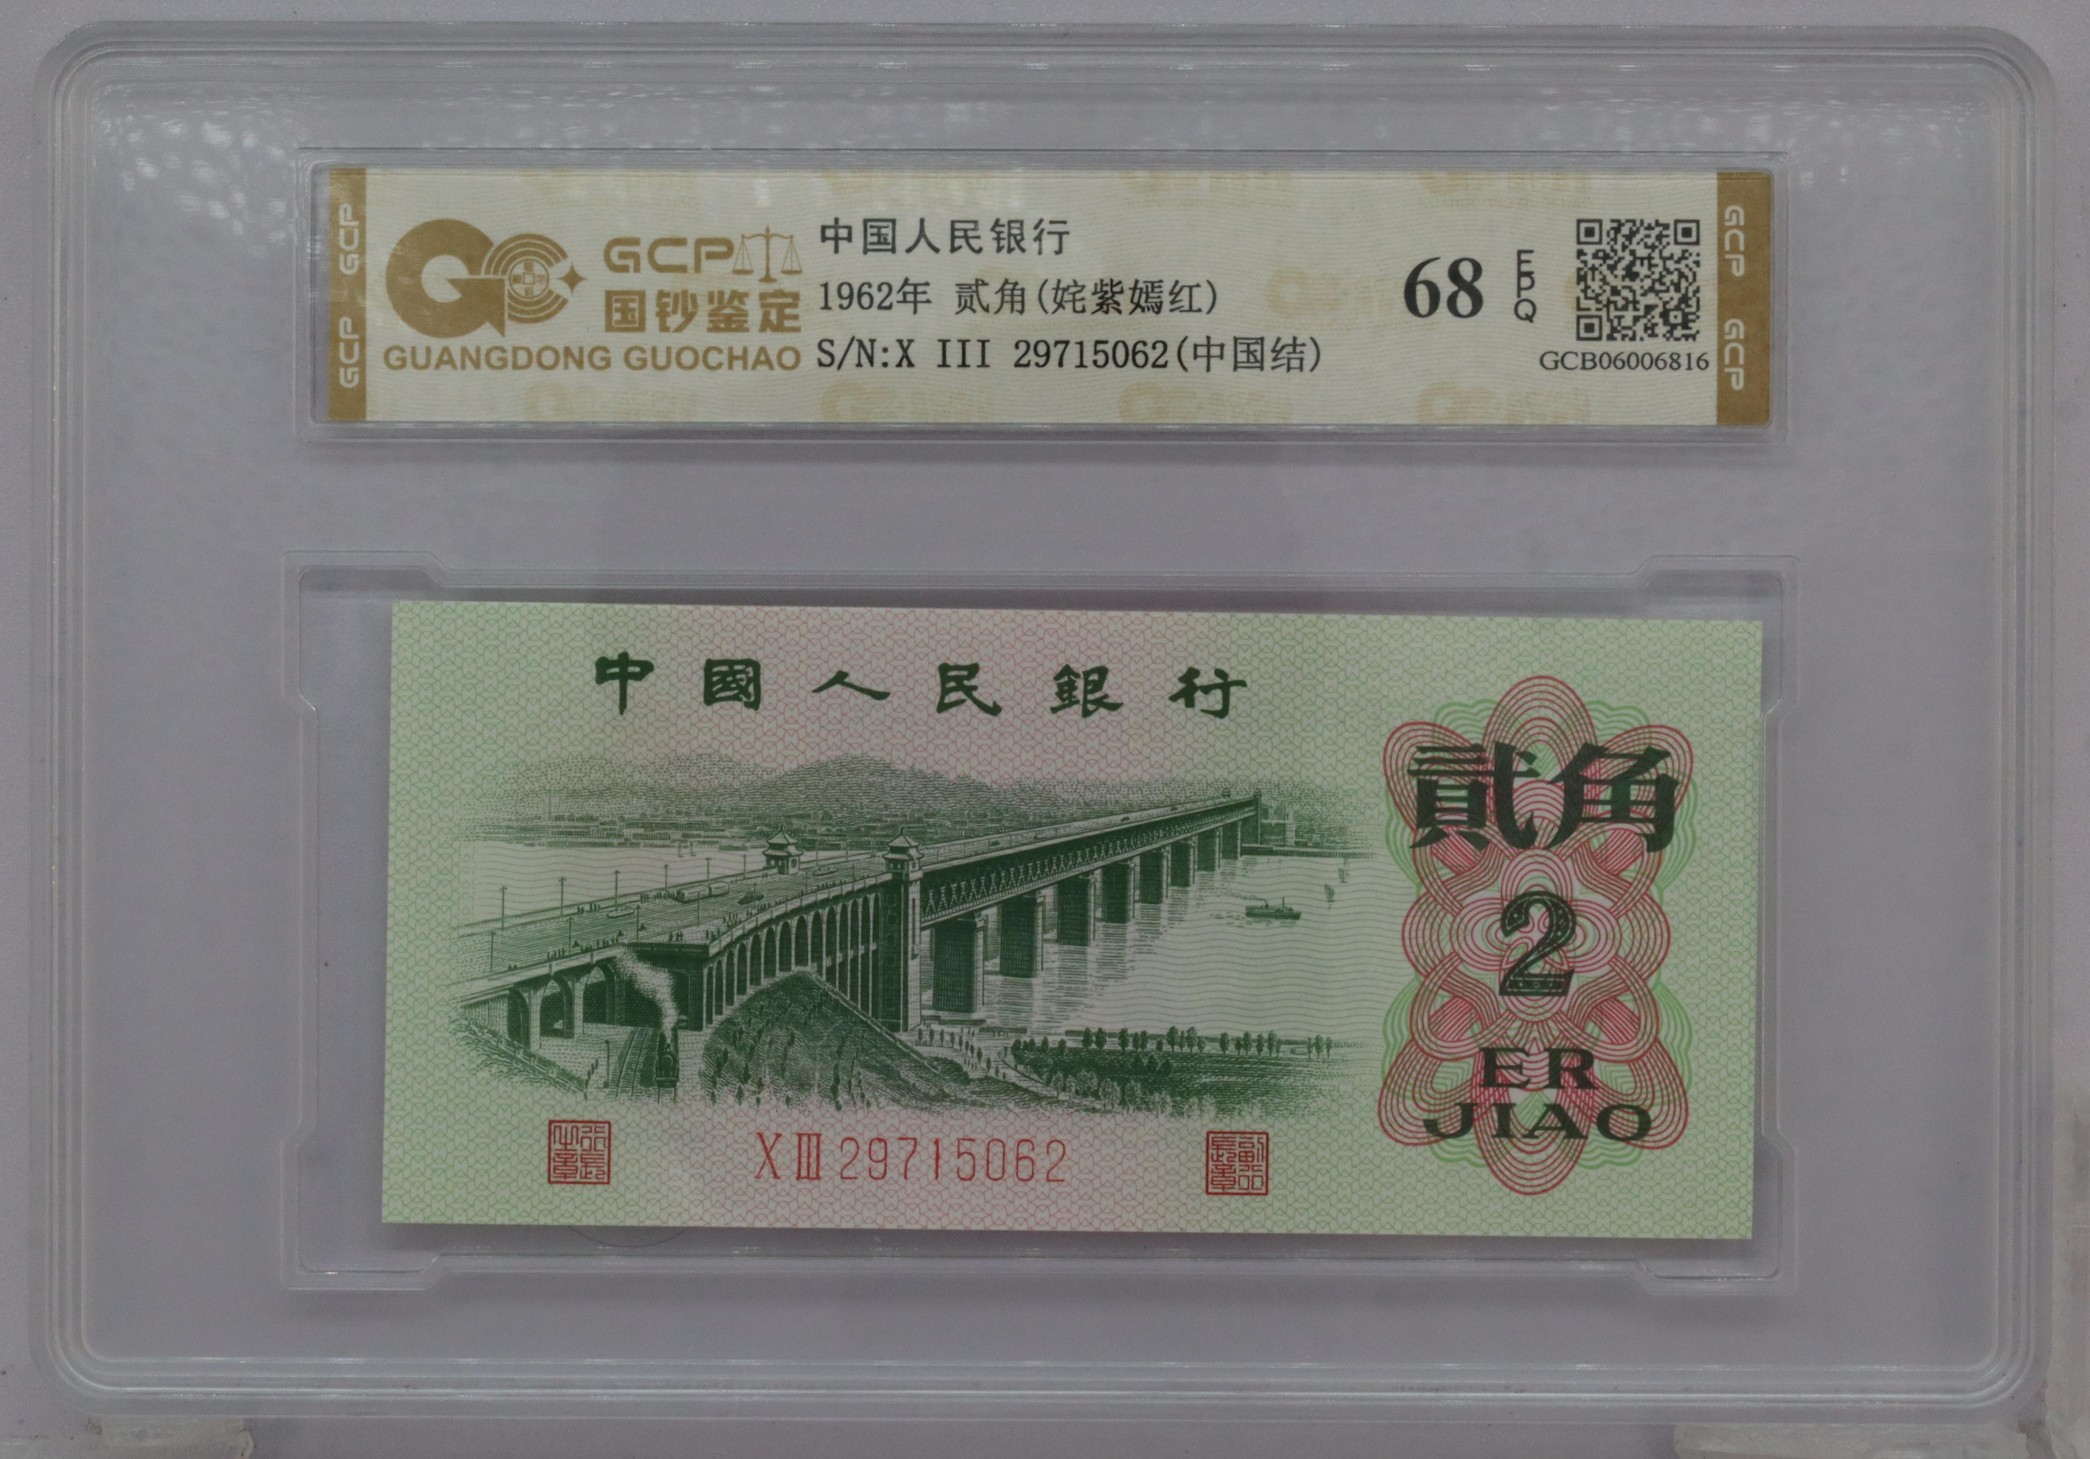 GCP
GCP
GCP
国钞鉴定
GUANGDONG GUOCHAO
中国人民银行
1962年 贰角(姹紫嫣红)
S/N:X III 29715062(中国结)
68
EPQ
GCB06006816
GCP
GCP
中國人民銀行
貳角
2
ER
JIAO
XⅢ29715062